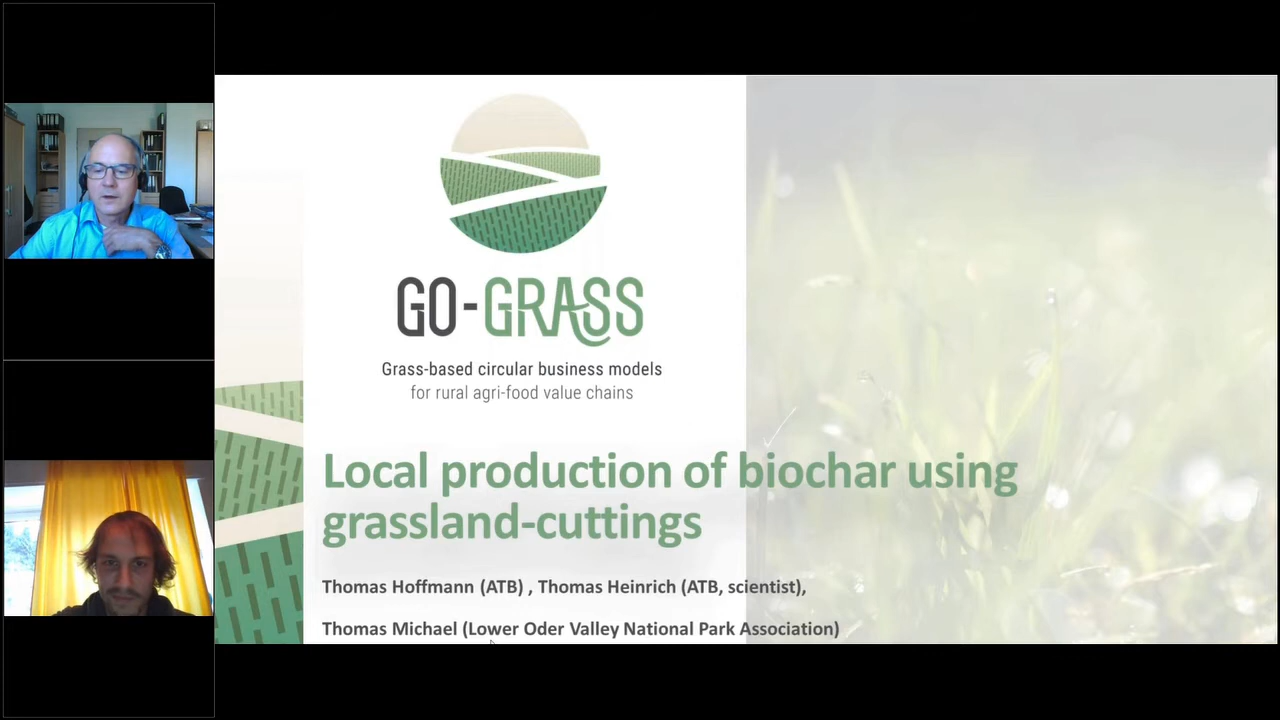 GO-GRASS
Grass-based circular business models
for rural agri-food value chains
Local production of biochar using
grassland-cuttings
Thomas Hoffmann (ATB) , Thomas Heinrich (ATB, scientist),
Thomas Michael (Lower Oder Valley National Park Association)